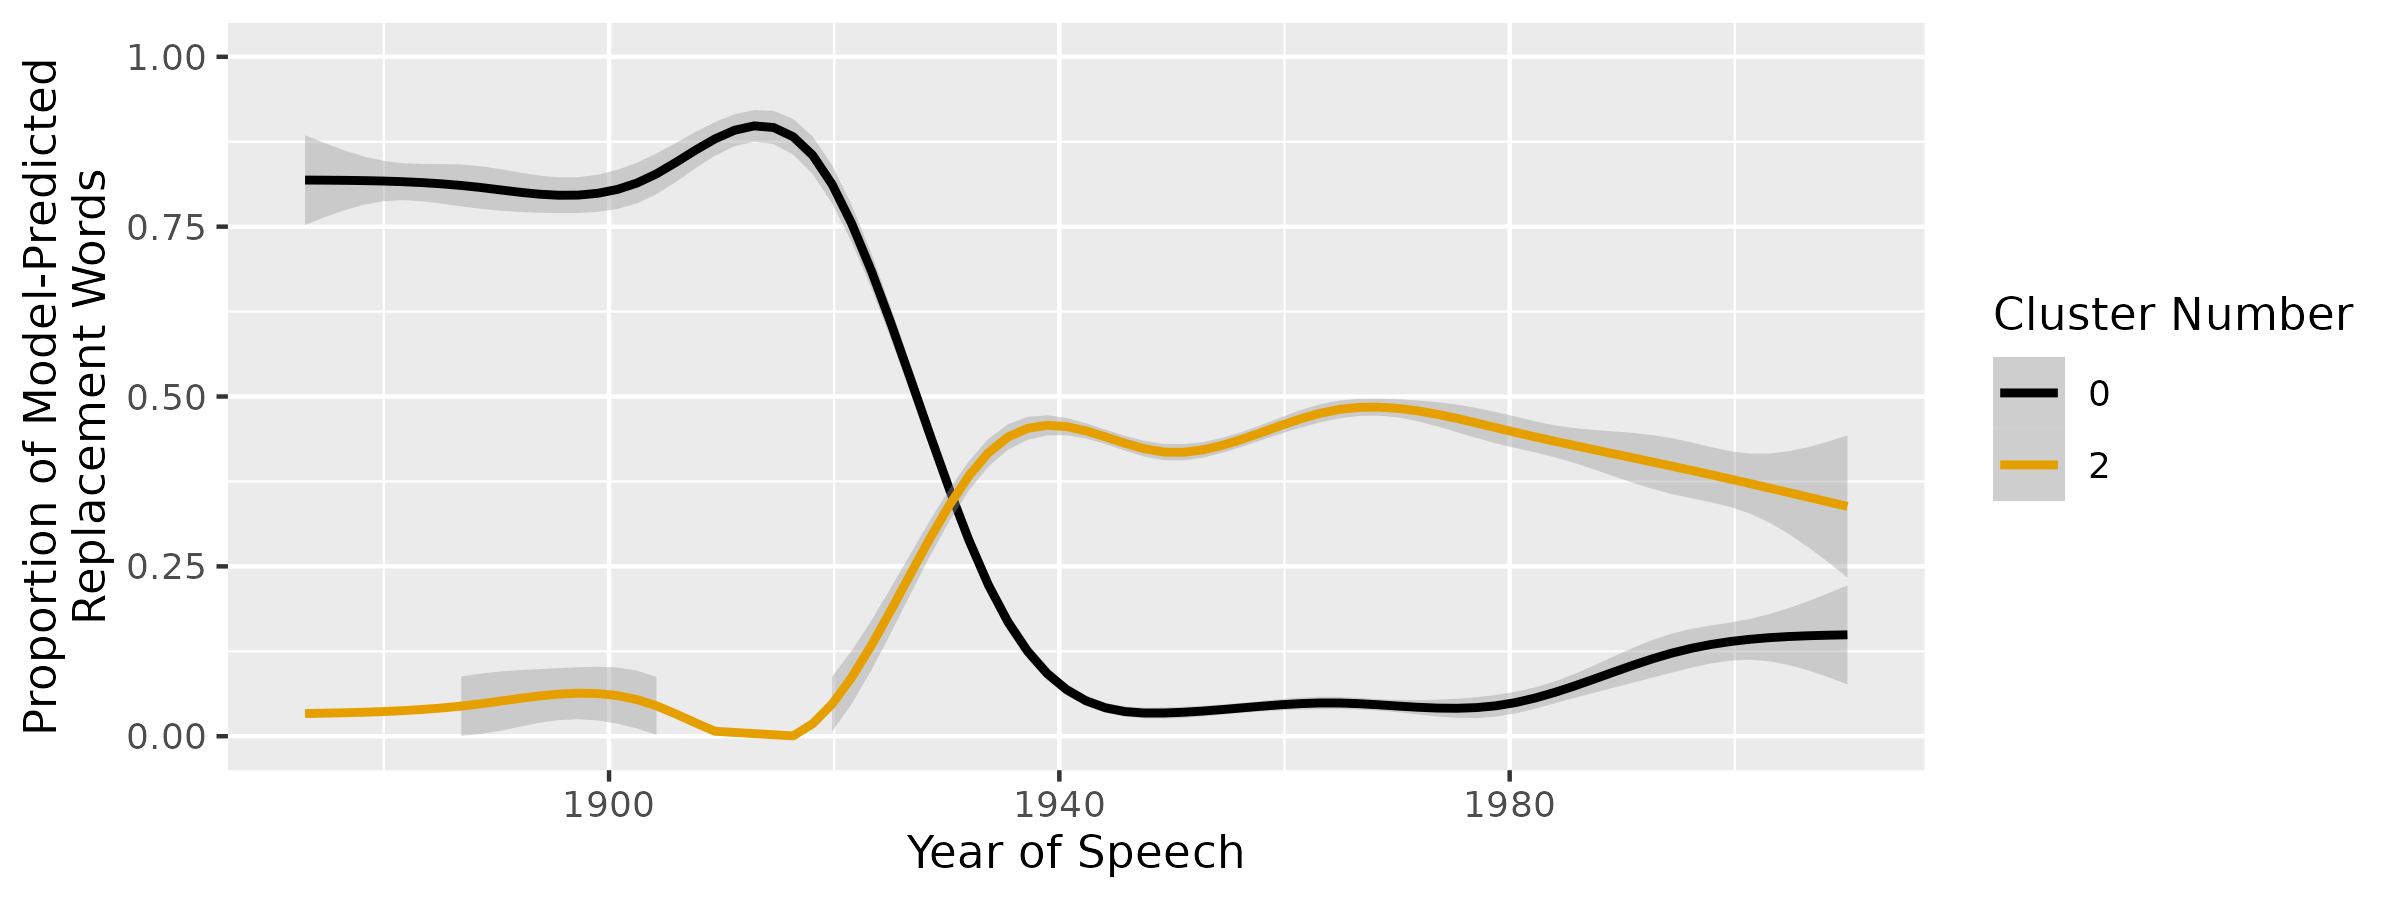 Proportion of Model-Predicted
Replacement Words
1.00
0.75
0.50
0.25
0.00
1900
1940
1980
Year of Speech
Cluster Number
0
2